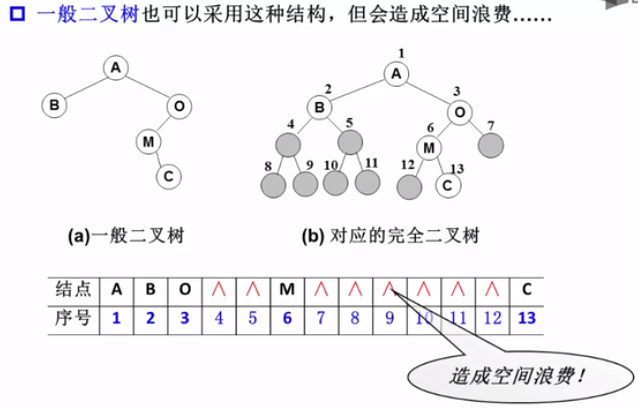 一般二叉树也可以采用这种结构，但会造成空间浪费……
A
B
O
M
C
1
A
2
3
B
O
4
5
6
7
M
8
9
10
11
12
13
C
(a)一般二叉树
(b) 对应的完全二叉树
结点 A B O ∧ ∧ M ∧ ∧ ∧ ∧ ∧ ∧ C
序号 1 2 3 4 5 6 7 8 9 10 11 12 13
造成空间浪费！